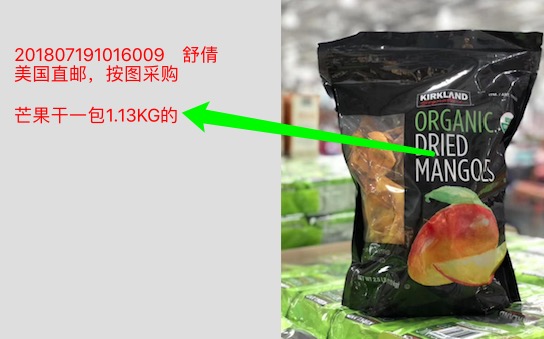 201807191016009 舒倩
美国直邮，按图采购
芒果干一包1.13KG的
KIRKLAND
ORGANIC
DRIED
MANGOES